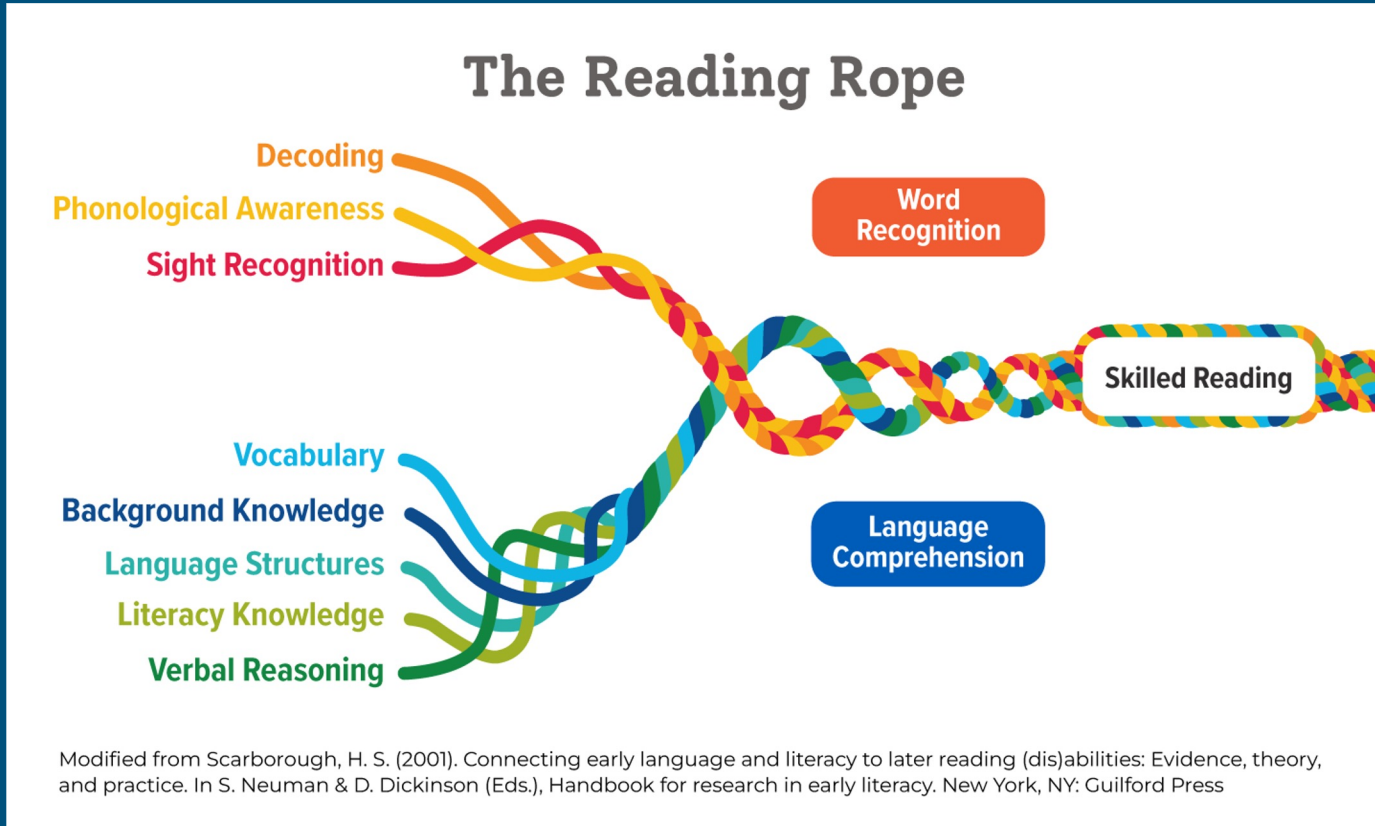 The Reading Rope
Decoding
Phonological Awareness
Sight Recognition
Word
Recognition
Skilled Reading
Vocabulary
Background Knowledge
Language Structures
Literacy Knowledge
Verbal Reasoning
Language
Comprehension
Modified from Scarborough, H. S. (2001). Connecting early language and literacy to later reading (dis)abilities: Evidence, theory,
and practice. In S. Neuman & D. Dickinson (Eds.), Handbook for research in early literacy. New York, NY: Guilford Press